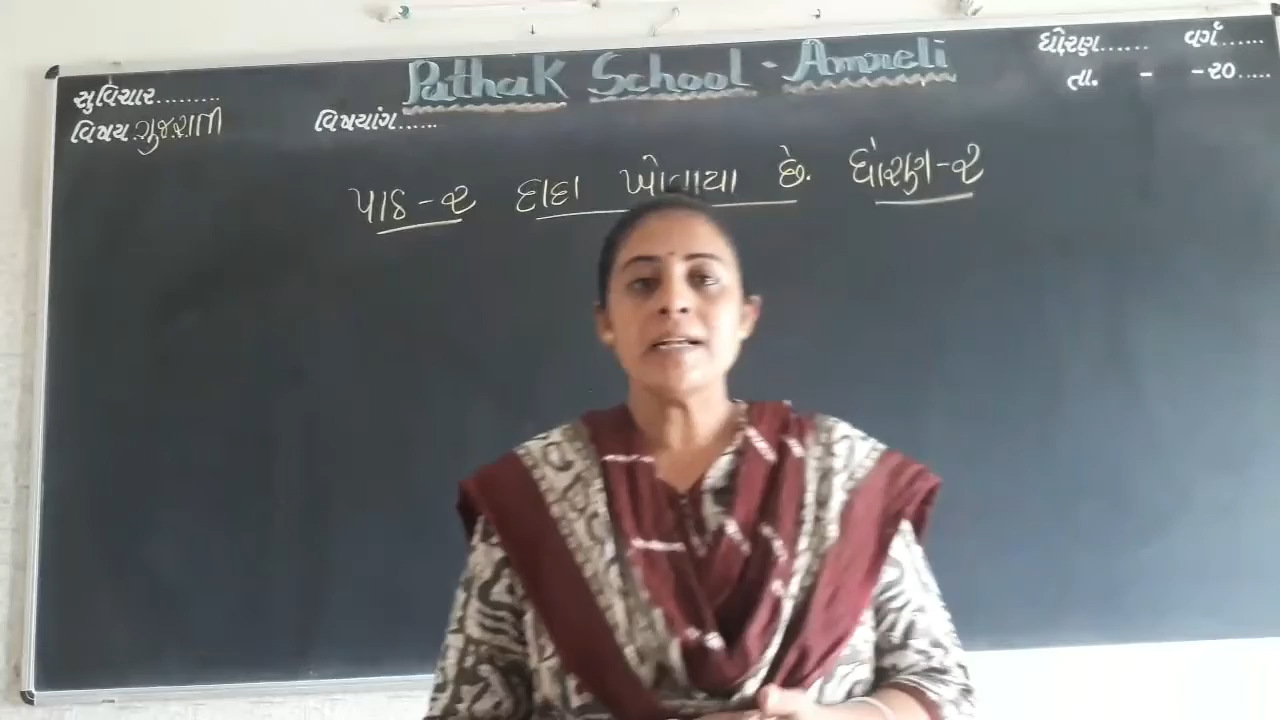 Pathak School - Amreli
ધોરણ...... વર્ગ......
તા. - -૨૦.....
સુવિચાર.........
વિષય ગુજરાતી
વિષયાંગ......
પાઠ-૨ દાદા ખોવાયા છે. ધોરણ-૨